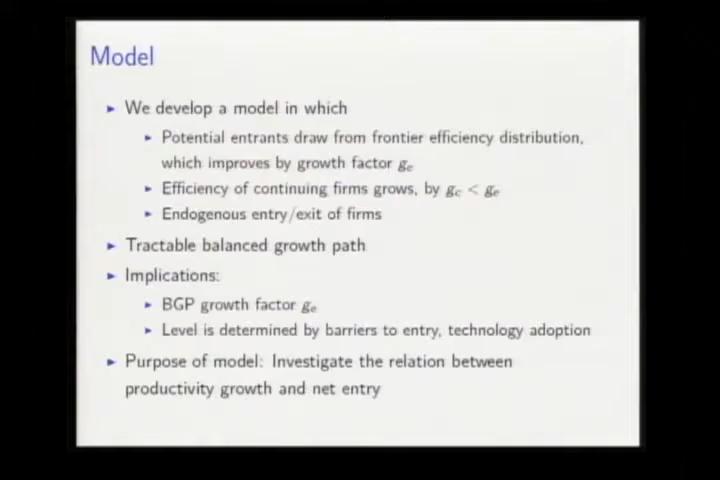 Model
We develop a model in which
Potential entrants draw from frontier efficiency distribution,
which improves by growth factor gₑ
Efficiency of continuing firms grows, by g_c < gₑ
Endogenous entry/exit of firms
Tractable balanced growth path
Implications:
BGP growth factor gₑ
Level is determined by barriers to entry, technology adoption
Purpose of model: Investigate the relation between
productivity growth and net entry